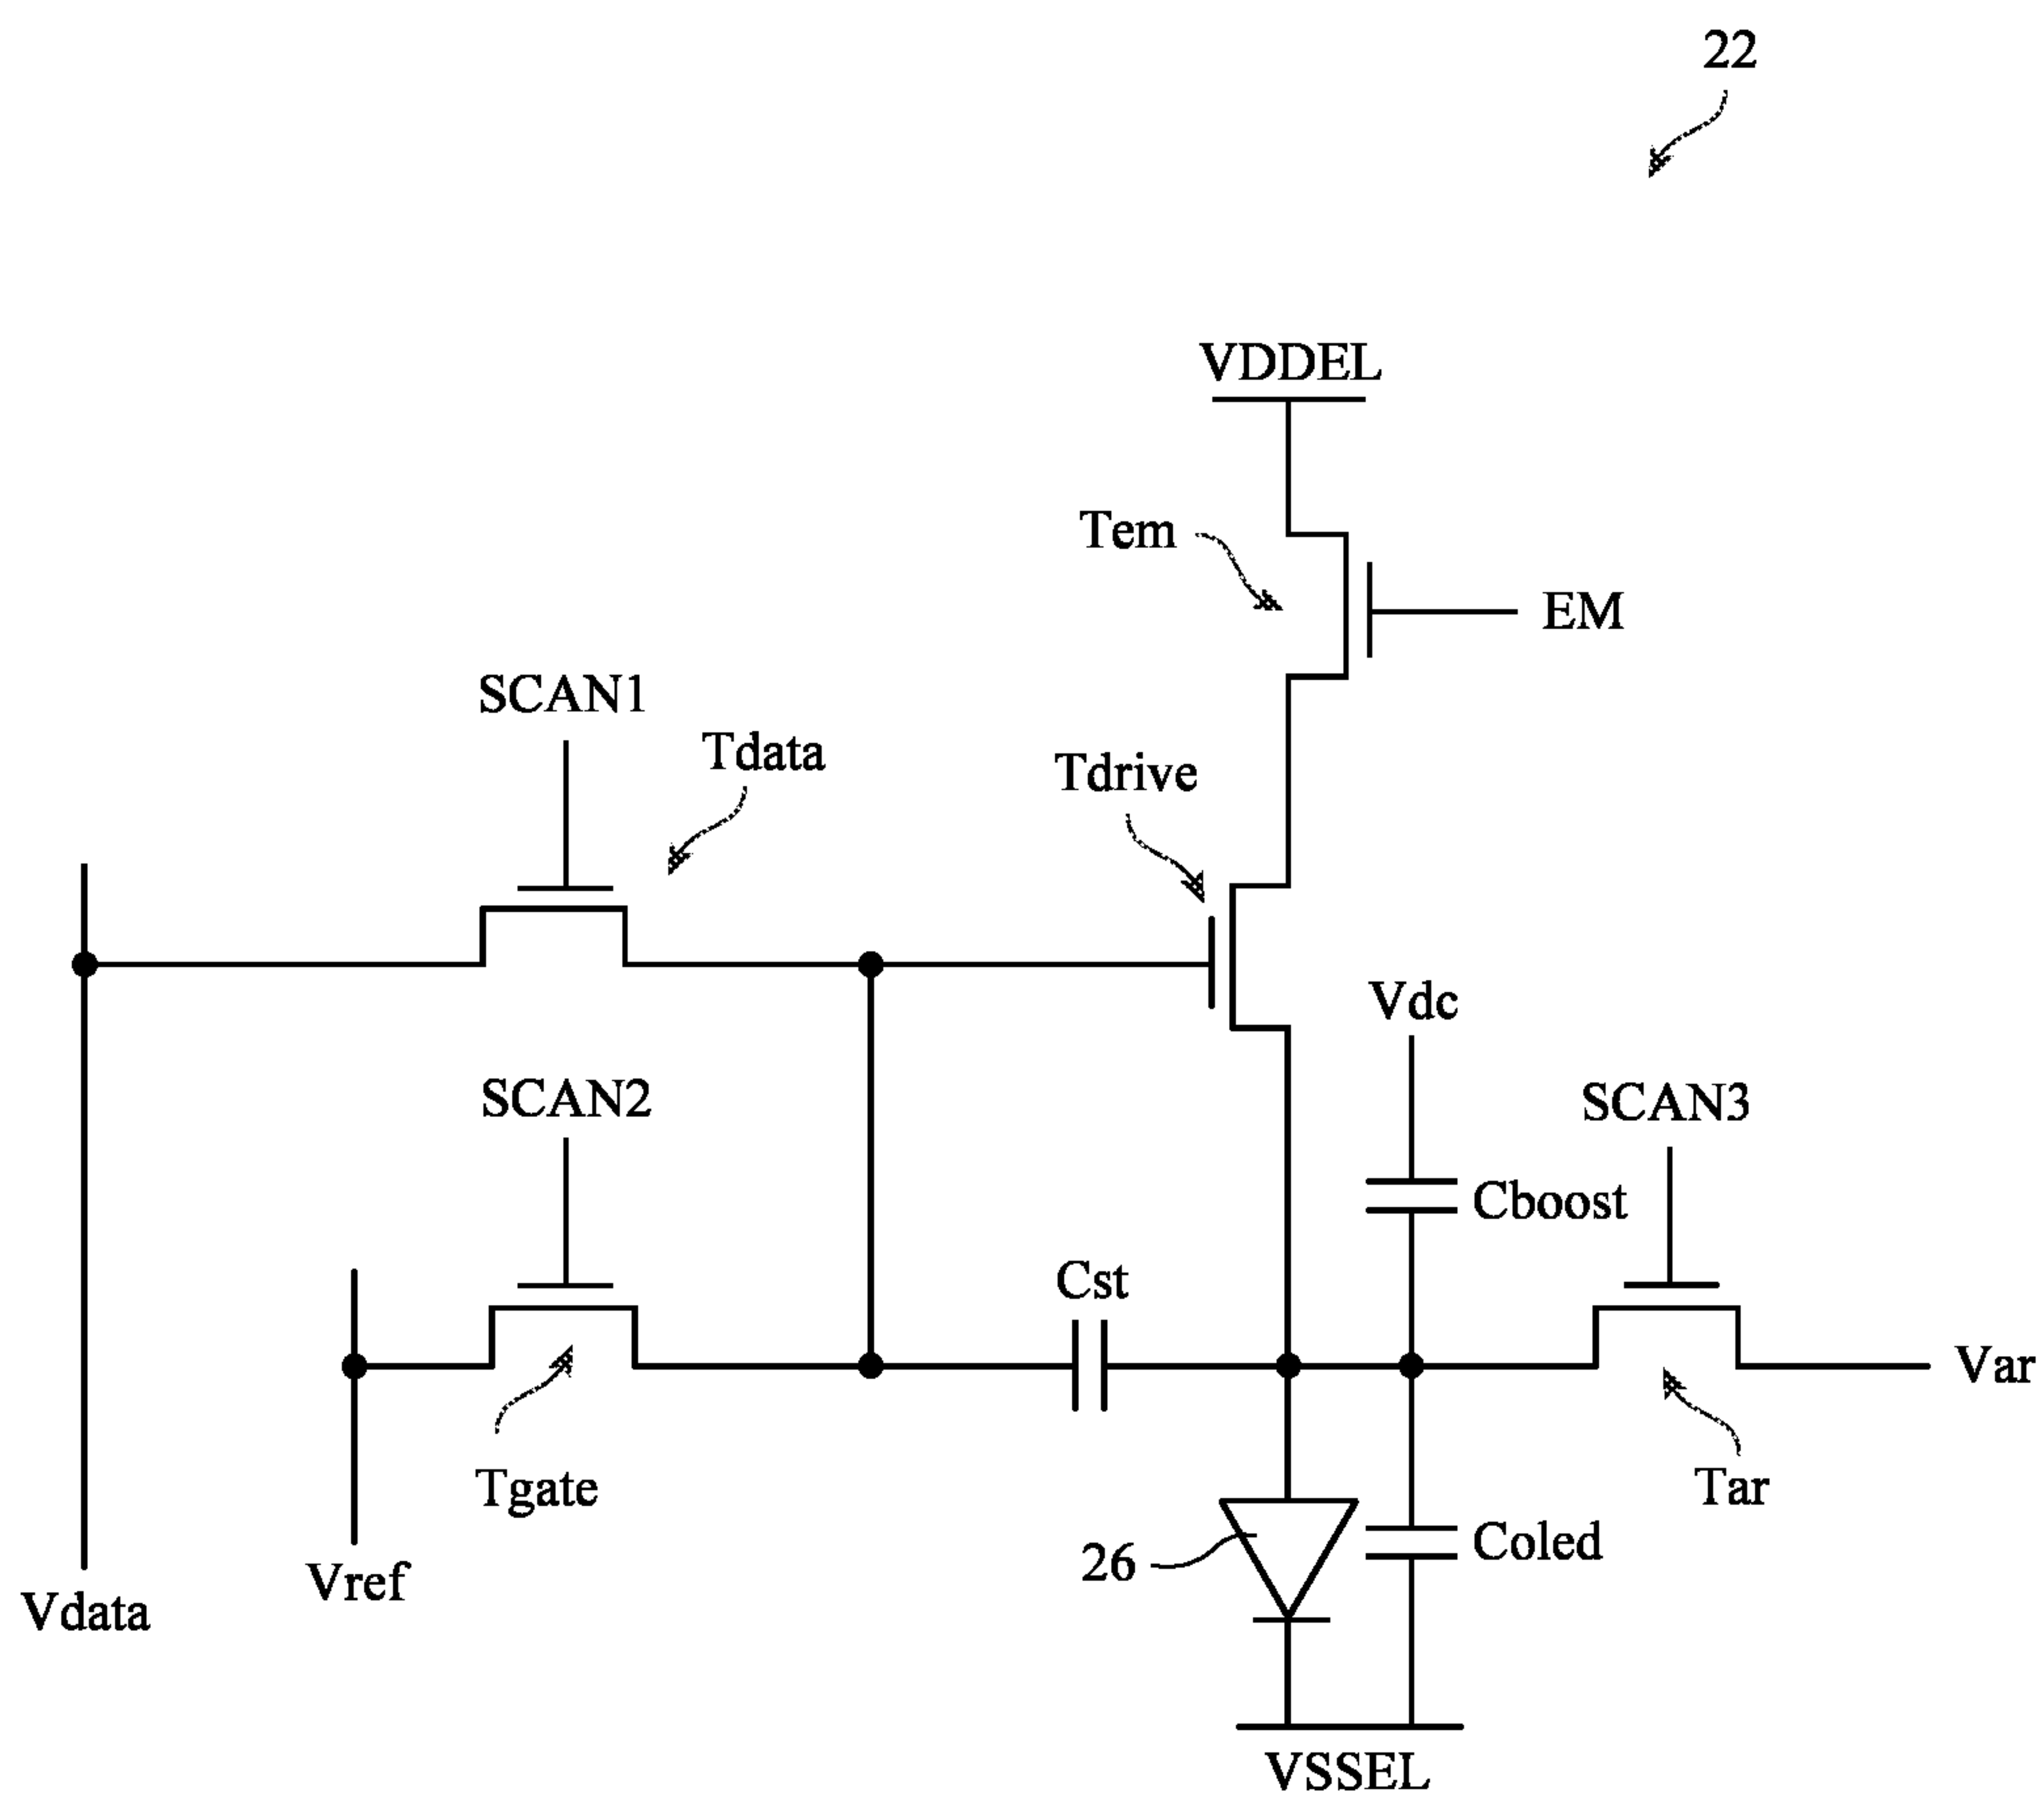 22
VDDEL
Tem
EM
SCAN1
Tdata
Tdrive
Vdc
SCAN2
SCAN3
Cboost
Cst
Var
Tgate
Tar
26
Coled
Vref
Vdata
VSSEL